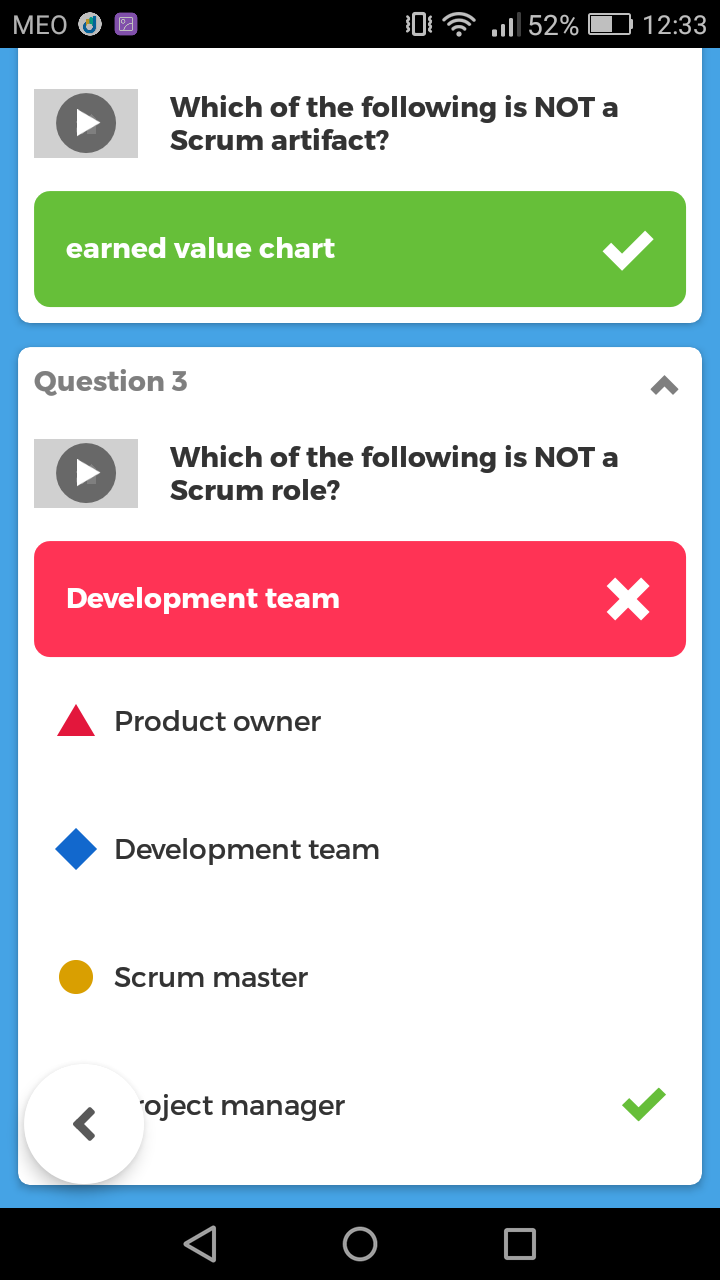 MEO 52% 12:33
Which of the following is NOT a
Scrum artifact?
earned value chart
Question 3
Which of the following is NOT a
Scrum role?
Development team
Product owner
Development team
Scrum master
roject manager